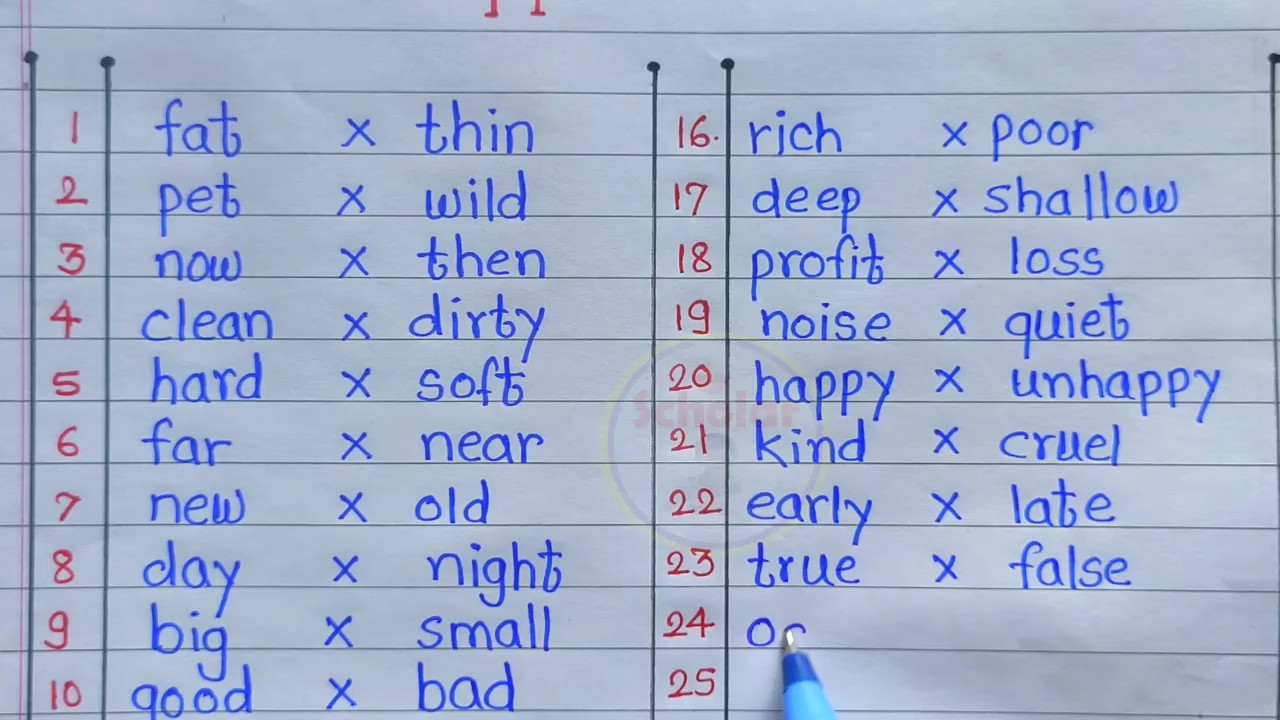 1 fat x thin
2 pet x wild
3 now x then
4 clean x dirty
5 hard x soft
6 far x near
7 new x old
8 day x night
9 big x small
10 good x bad
16. rich x poor
17 deep x shallow
18 profit x loss
19 noise x quiet
20 happy x unhappy
21 kind x cruel
22 early x late
23 true x false
24
25
Scholar